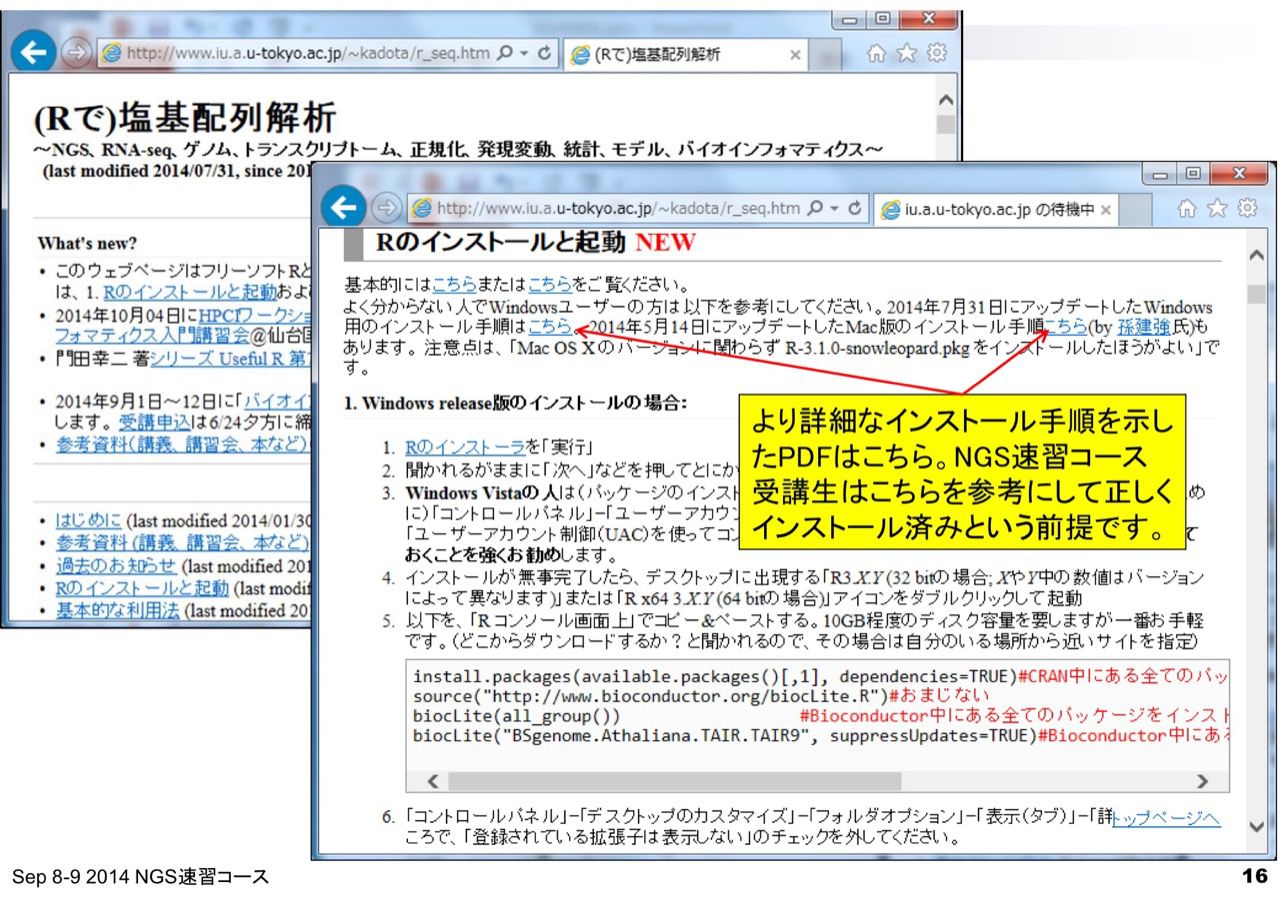 http://www.iu.a.u-tokyo.ac.jp/~kadota/r_seq.htm
(Rで)塩基配列解析
(Rで)塩基配列解析
～NGS、RNA-seq、ゲノム、トランスクリプトーム、正規化、発現変動、統計、モデル、バイオインフォマティクス～
(last modified 2014/07/31, since 201
What's new?
• このウェブページはフリーソフトRと
は、1. Rのインストールと起動およ
• 2014年10月04日にHPCIワークシ
フォマティクス入門講習会@仙台国
• 門田幸二 著シリーズ Useful R 第
• 2014年9月1日～12日に「バイオイ
します。受講申込は6/24夕方に締
• 参考資料(講義、講習会、本など)
• はじめに (last modified 2014/01/30
• 参考資料(講義、講習会、本など)
• 過去のお知らせ (last modified 201
• Rのインストールと起動 (last modif
• 基本的な利用法 (last modified 20
http://www.iu.a.u-tokyo.ac.jp/~kadota/r_seq.htm
iu.a.u-tokyo.ac.jp の待機中
Rのインストールと起動 NEW
基本的にはこちらまたはこちらをご覧ください。
よく分からない人でWindowsユーザーの方は以下を参考にしてください。2014年7月31日にアップデートしたWindows
用のインストール手順はこちら。2014年5月14日にアップデートしたMac版のインストール手順こちら(by 孫建強氏)も
あります。注意点は、「Mac OS Xのバージョンに関わらず R-3.1.0-snowleopard.pkgをインストールしたほうがよい」で
す。
1. Windows release版のインストールの場合:
1. Rのインストーラを「実行」
2. 聞かれるがままに「次へ」などを押してとにか
3. Windows Vistaの人は(パッケージのインスト
め
に)「コントロールパネル」-「ユーザーアカウン
「ユーザーアカウント制御(UAC)を使ってコン
て
おくことを強くお勧めします。
4. インストールが無事完了したら、デスクトップに出現する「R3.X.Y (32 bitの場合; XやY中の数値はバージョン
によって異なります)」または「R x64 3.X.Y (64 bitの場合)」アイコンをダブルクリックして起動
5. 以下を、「R コンソール画面上」でコピー&ペーストする。10GB程度のディスク容量を要しますが一番お手軽
です。(どこからダウンロードするか?と聞かれるので、その場合は自分のいる場所から近いサイトを指定)
install.packages(available.packages()[,1], dependencies=TRUE)#CRAN中にある全てのパッ
source("http://www.bioconductor.org/biocLite.R")#おまじない
biocLite(all_group()) #Bioconductor中にある全てのパッケージをインスト
biocLite("BSgenome.Athaliana.TAIR.TAIR9", suppressUpdates=TRUE)#Bioconductor中にあ
6. 「コントロールパネル」-「デスクトップのカスタマイズ」-「フォルダオプション」-「表示(タブ)」-「詳
トップページへ
ころで、「登録されている拡張子は表示しない」のチェックを外してください。
より詳細なインストール手順を示し
たPDFはこちら。NGS速習コース
受講生はこちらを参考にして正しく
インストール済みという前提です。
Sep 8-9 2014 NGS速習コース
16